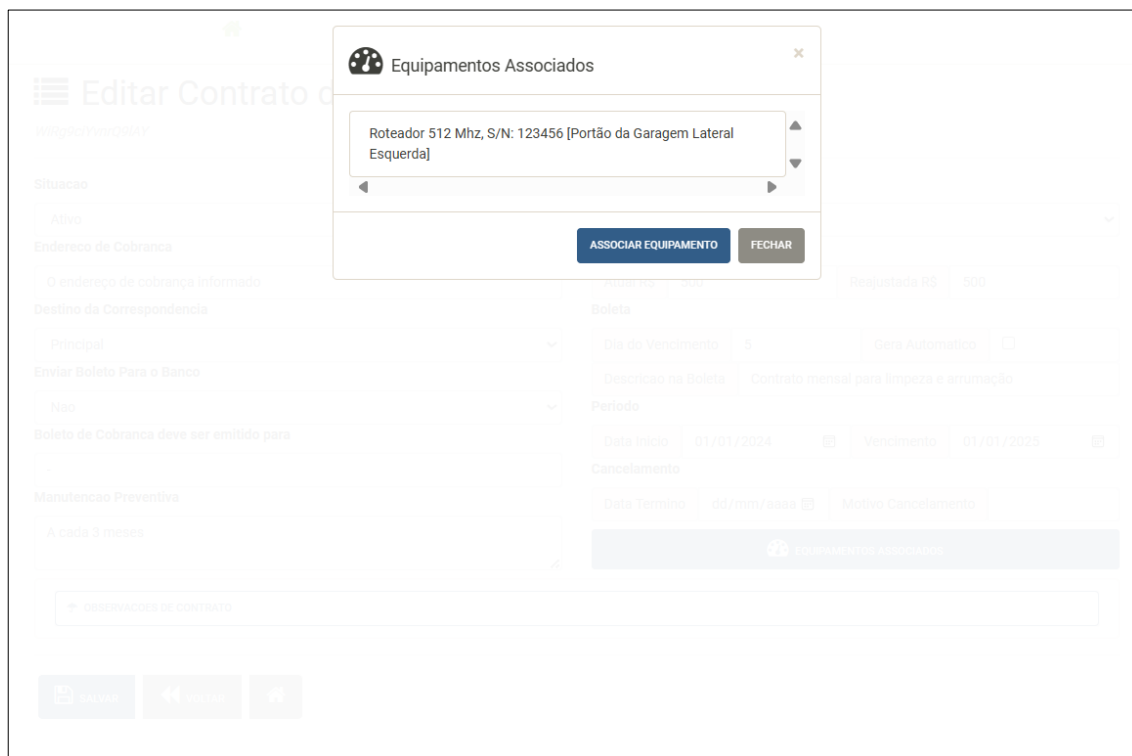 Equipamentos Associados
×
Roteador 512 Mhz, S/N: 123456 [Portão da Garagem Lateral
Esquerda]
ASSOCIAR EQUIPAMENTO
FECHAR
Editar Contrato d
Situacao
Ativo
Endereco de Cobranca
O endereço de cobrança informado
Atual R$ 500
Reajustada R$ 500
Destino da Correspondencia
Boleta
Principal
Dia do Vencimento 5
Gera Automatico
Enviar Boleto Para o Banco
Descricao na Boleta Contrato mensal para limpeza e arrumação
Nao
Periodo
Boleto de Cobranca deve ser emitido para
Data Inicio 01/01/2024
Vencimento 01/01/2025
-
Cancelamento
Manutencao Preventiva
Data Termino dd/mm/aaaa
Motivo Cancelamento
A cada 3 meses
EQUIPAMENTOS ASSOCIADOS
OBSERVACOES DE CONTRATO
SALVAR
VOLTAR